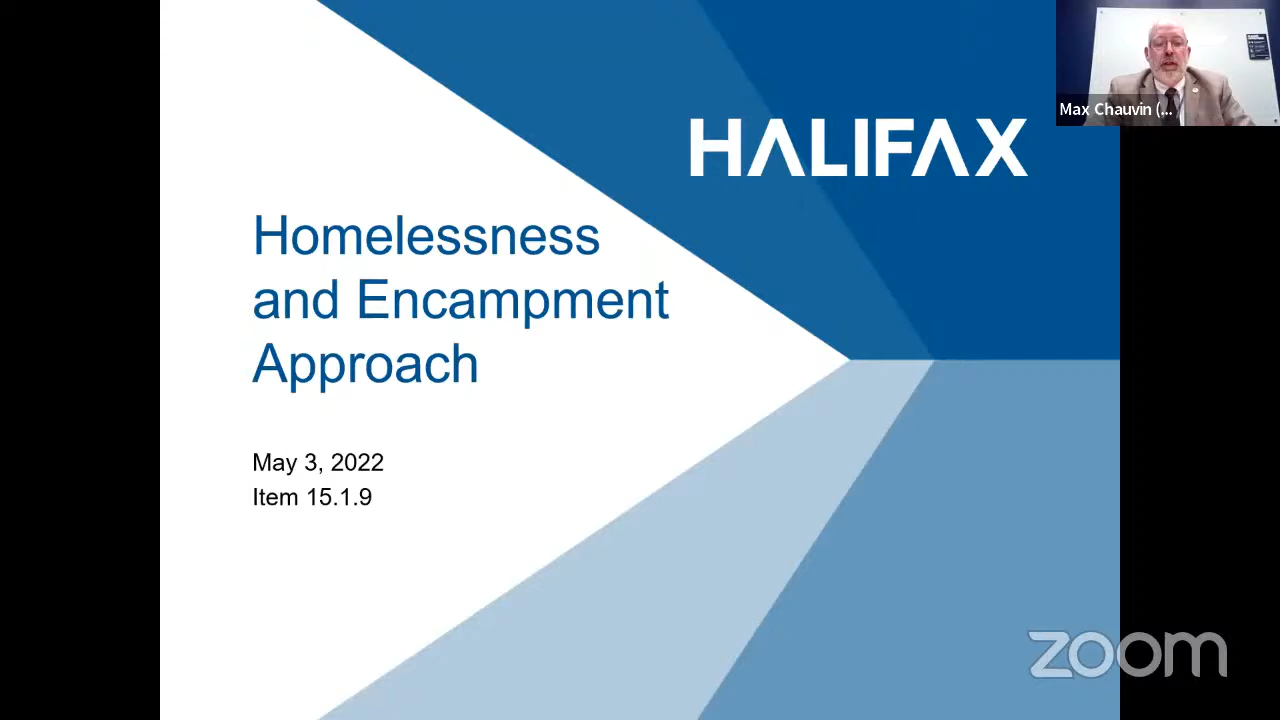 HALIFAX
Max Chauvin (...
Homelessness
and Encampment
Approach
May 3, 2022
Item 15.1.9
zoom